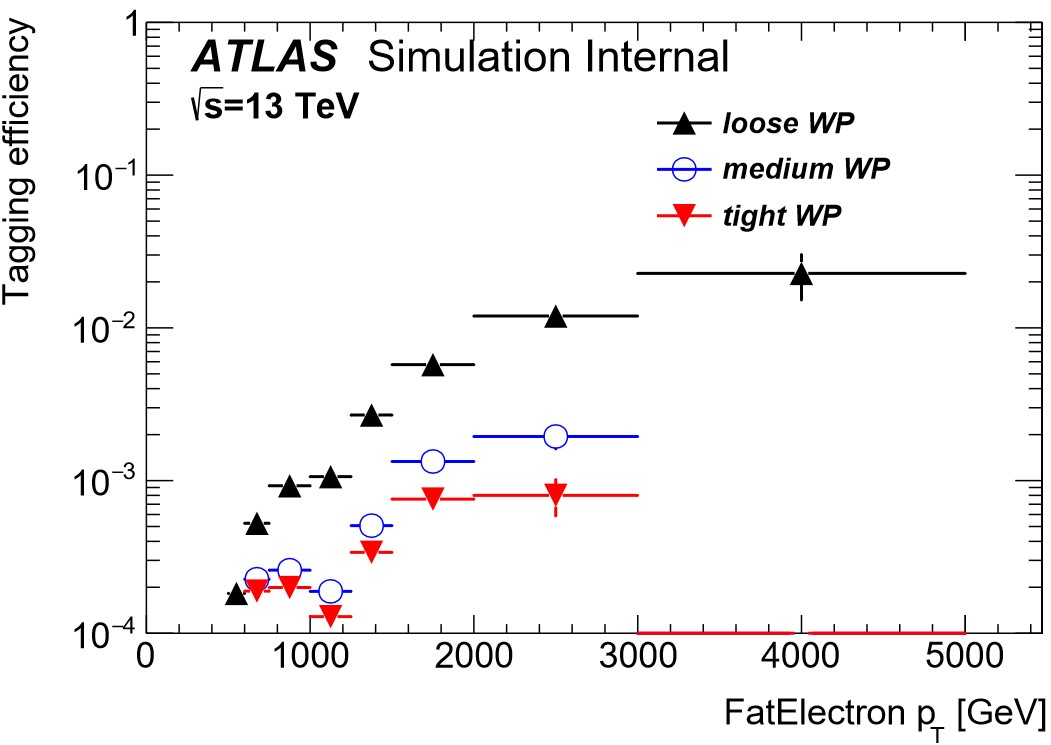 Tagging efficiency
1
10⁻¹
10⁻²
10⁻³
10⁻⁴
ATLAS Simulation Internal
√s=13 TeV
loose WP
medium WP
tight WP
0 1000 2000 3000 4000 5000
FatElectron p_T [GeV]